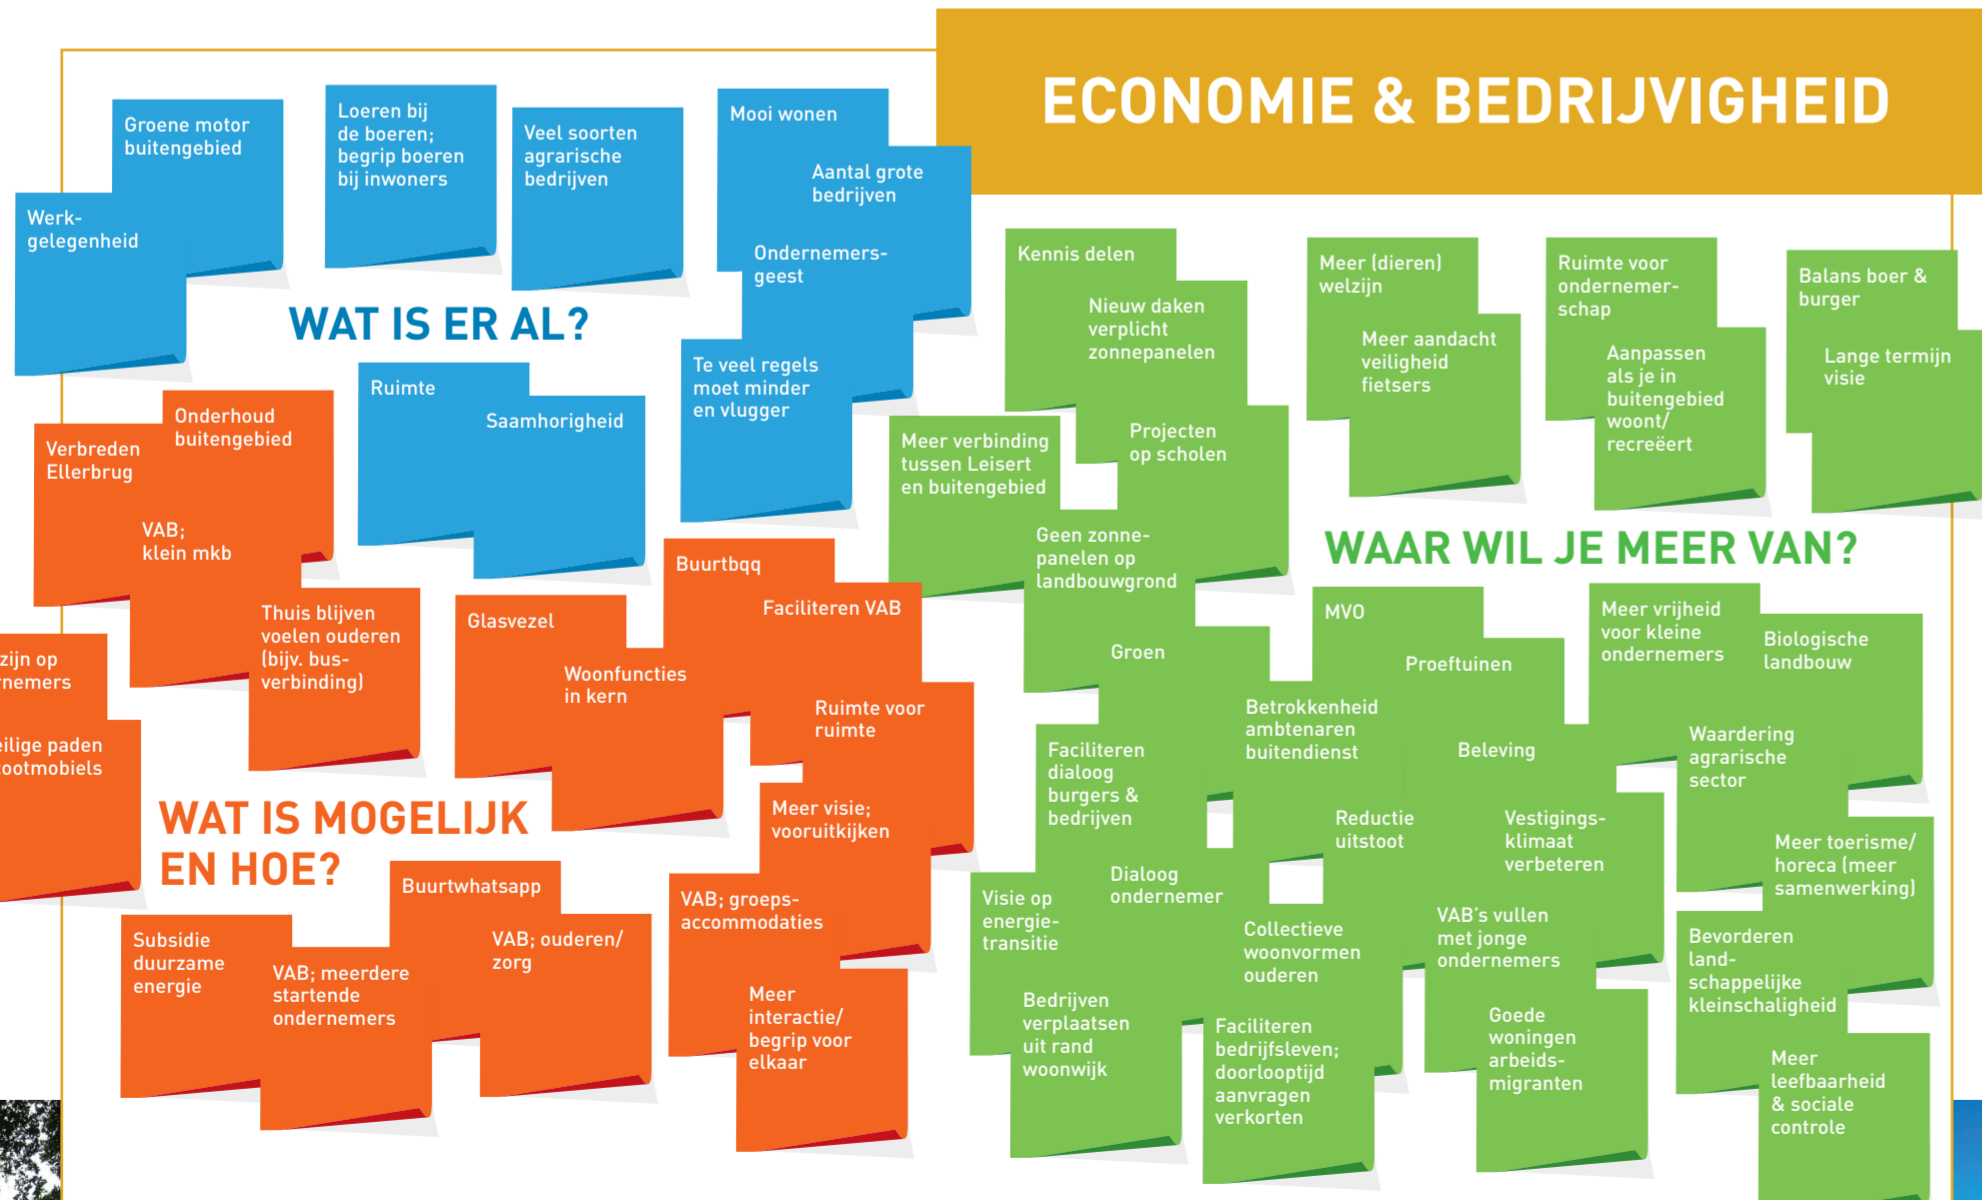 ECONOMIE & BEDRIJVIGHEID
Groene motor
buitengebied
Werk-
gelegenheid
Loeren bij
de boeren;
begrip boeren
bij inwoners
Veel soorten
agrarische
bedrijven
Mooi wonen
Aantal grote
bedrijven
Ondernemers-
geest
Te veel regels
moet minder
en vlugger
WAT IS ER AL?
Ruimte
Saamhorigheid
Onderhoud
buitengebied
Verbreden
Ellerbrug
VAB;
klein mkb
Thuis blijven
voelen ouderen
(bijv. bus-
verbinding)
zijn op
Glasvezel
Woonfuncties
in kern
Buurtbqq
Faciliteren VAB
Ruimte voor
ruimte
paden
Meer visie;
vooruitkijken
WAT IS MOGELIJK
EN HOE?
Buurtwhatsapp
VAB; ouderen/
zorg
Subsidie
duurzame
energie
VAB; meerdere
startende
ondernemers
VAB; groeps-
accommodaties
Meer
interactie/
begrip voor
elkaar
Kennis delen
Nieuw daken
verplicht
zonnepanelen
Projecten
op scholen
Meer verbinding
tussen Leisert
en buitengebied
Geen zonne-
panelen op
landbouwgrond
Groen
Meer (dieren)
welzijn
Meer aandacht
veiligheid
fietsers
Ruimte voor
ondernemer-
schap
Aanpassen
als je in
buitengebied
woont/
recreëert
Balans boer &
burger
Lange termijn
visie
WAAR WIL JE MEER VAN?
MVO
Proeftuinen
Betrokkenheid
ambtenaren
buitendienst
Beleving
Meer vrijheid
voor kleine
ondernemers
Biologische
landbouw
Waardering
agrarische
sector
Faciliteren
dialoog
burgers &
bedrijven
Dialoog
ondernemer
Reductie
uitstoot
Vestigings-
klimaat
verbeteren
Meer toerisme/
horeca (meer
samenwerking)
Visie op
energie-
transitie
Collectieve
woonvormen
ouderen
VAB's vullen
met jonge
ondernemers
Bevorderen
land-
schappelijke
kleinschaligheid
Bedrijven
verplaatsen
uit rand
woonwijk
Faciliteren
bedrijfsleven;
doorlooptijd
aanvragen
verkorten
Goede
woningen
arbeids-
migranten
Meer
leefbaarheid
& sociale
controle